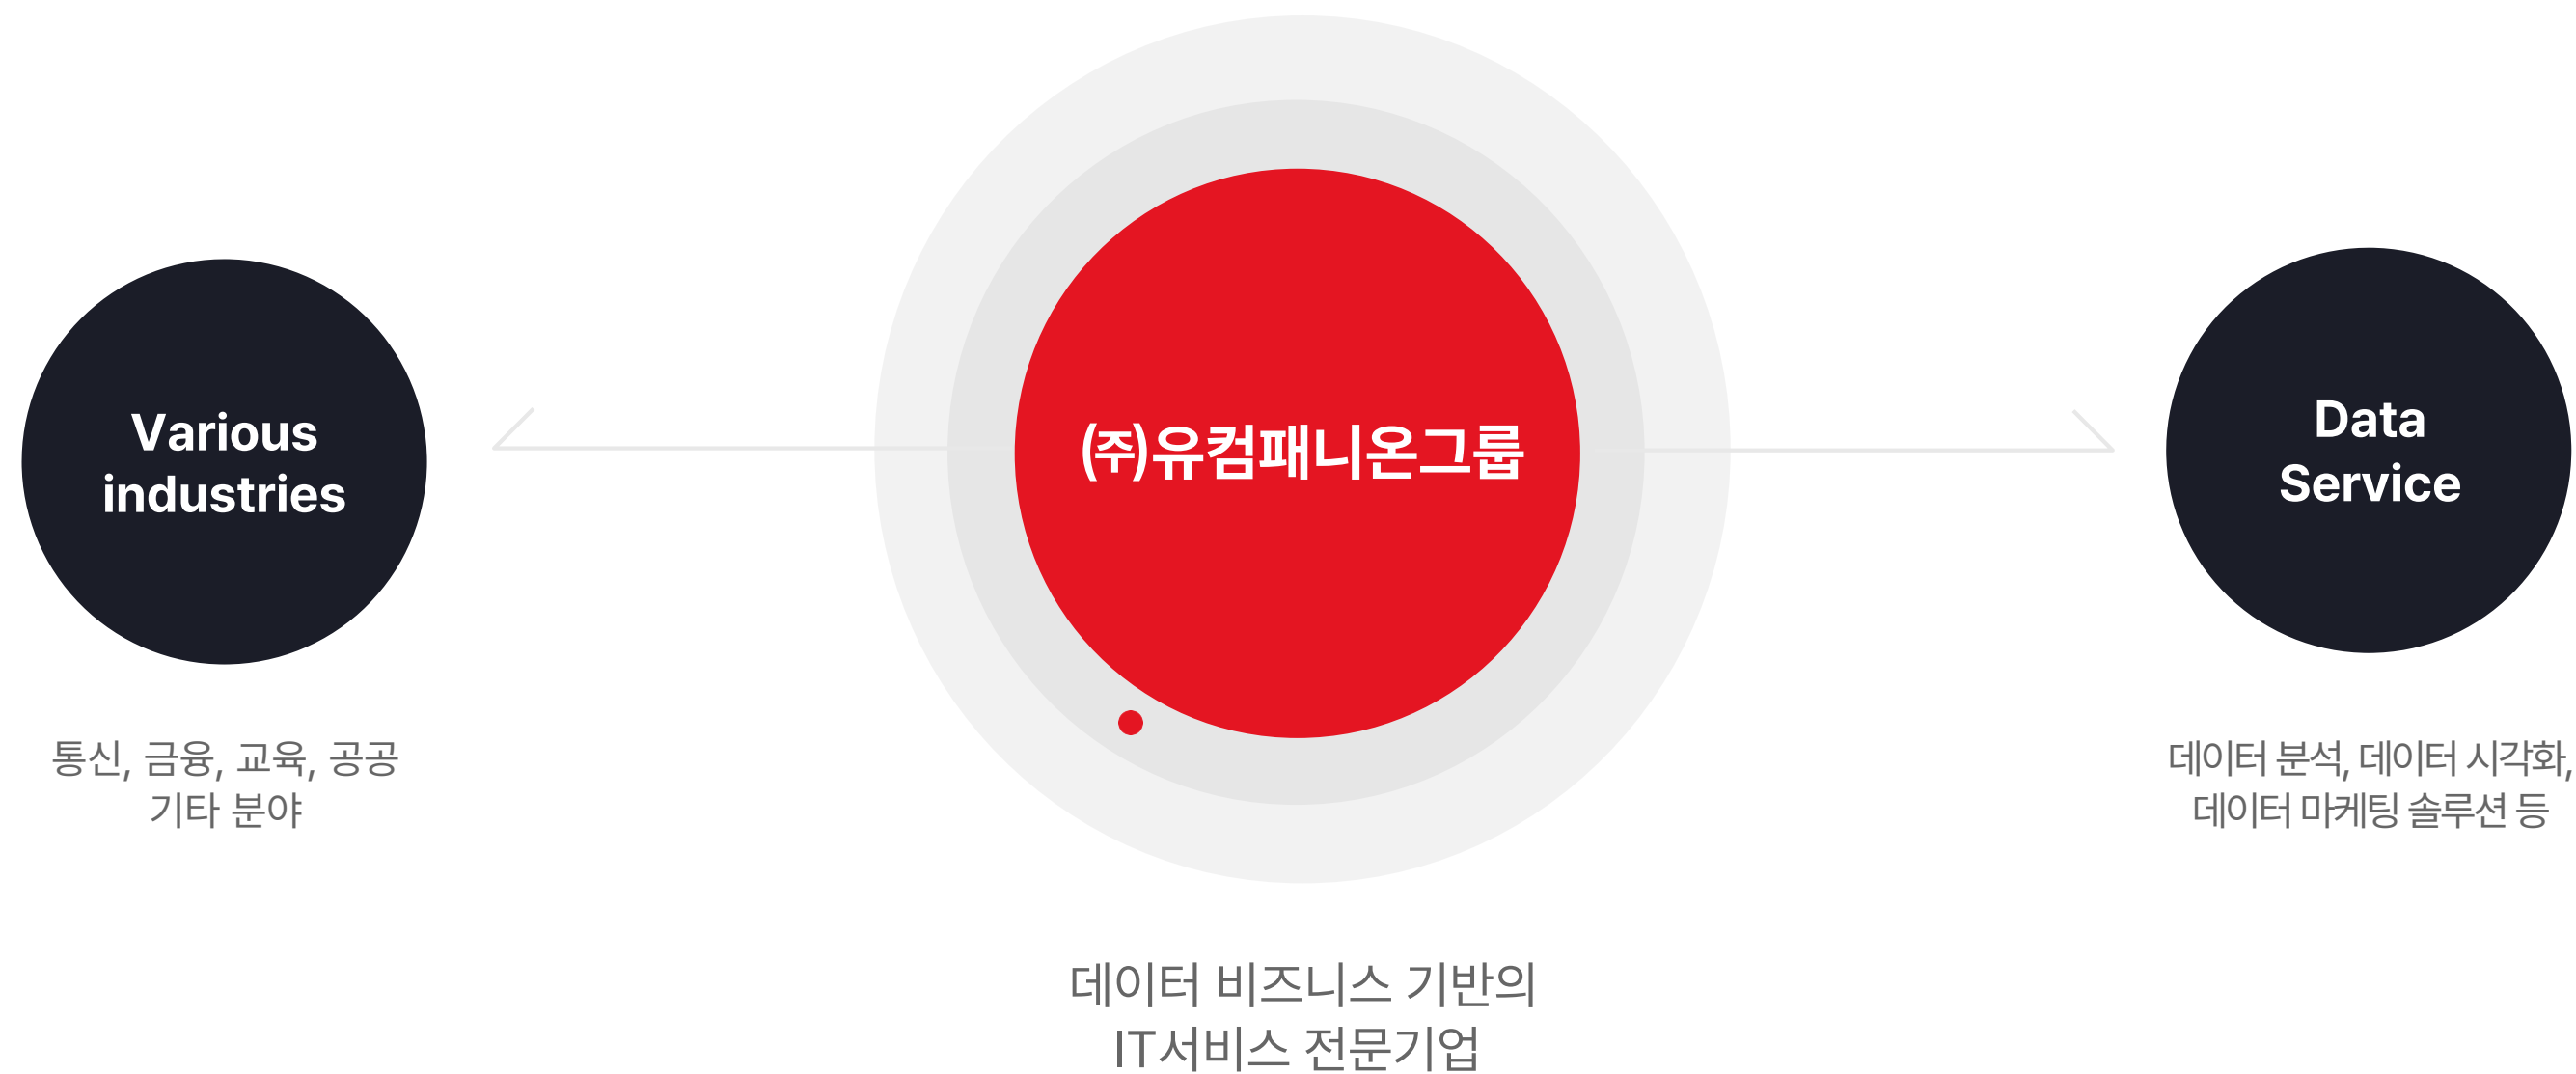 Various
industries
통신, 금융, 교육, 공공
기타 분야
(주)유컴패니온그룹
데이터 비즈니스 기반의
IT서비스 전문기업
Data
Service
데이터 분석, 데이터 시각화,
데이터 마케팅 솔루션 등